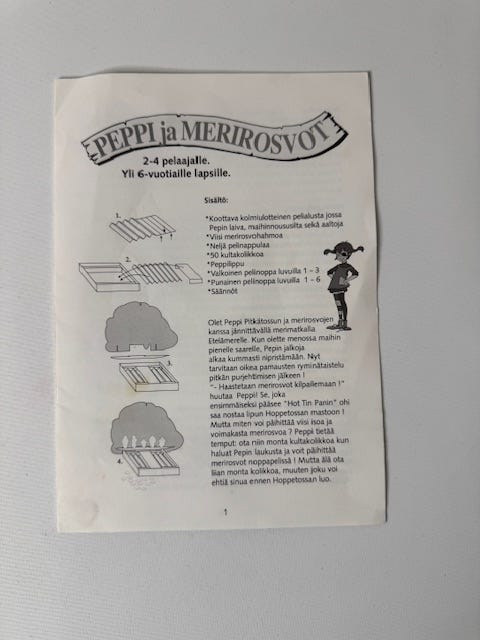 PEPPI ja MERIROSVOT
2-4 pelaajalle.
Yli 6-vuotiaille lapsille.
Sisältö:
*Koottava kolmiulotteinen pelialusta jossa
Pepin laiva, maihinnoususilta sekä aaltoja
*Viisi merirosvohahmoa
*Neljä pelinappulaa
*50 kultakolikkoa
*Peppilippu
*Valkoinen pelinoppa luvuilla 1 – 3
*Punainen pelinoppa luvuilla 1 – 6
*Säännöt
1.
2.
3.
4.
Olet Peppi Pitkätossun ja merirosvojen
kanssa jännittävällä merimatkalla
Etelämerelle. Kun olette menossa maihin
pienelle saarelle, Pepin jalkoja
alkaa kummasti nipristämään. Nyt
tarvitaan oikea pamausten ryminätaistelu
pitkän purjehtimisen jälkeen !
"- Haastetaan merirosvot kilpailemaan !"
huutaa Peppi! Se, joka
ensimmäiseksi pääsee "Hot Tin Panin" ohi
saa nostaa lipun Hoppetossan mastoon !
Mutta miten voi päihittää viisi isoa ja
voimakasta merirosvoa ? Peppi tietää
temput: ota niin monta kultakolikkoa kun
haluat Pepin laukusta ja voit päihittää
merirosvot noppapelissä ! Mutta älä ota
liian monta kolikkoa, muuten joku voi
ehtiä sinua ennen Hoppetossan luo.
1